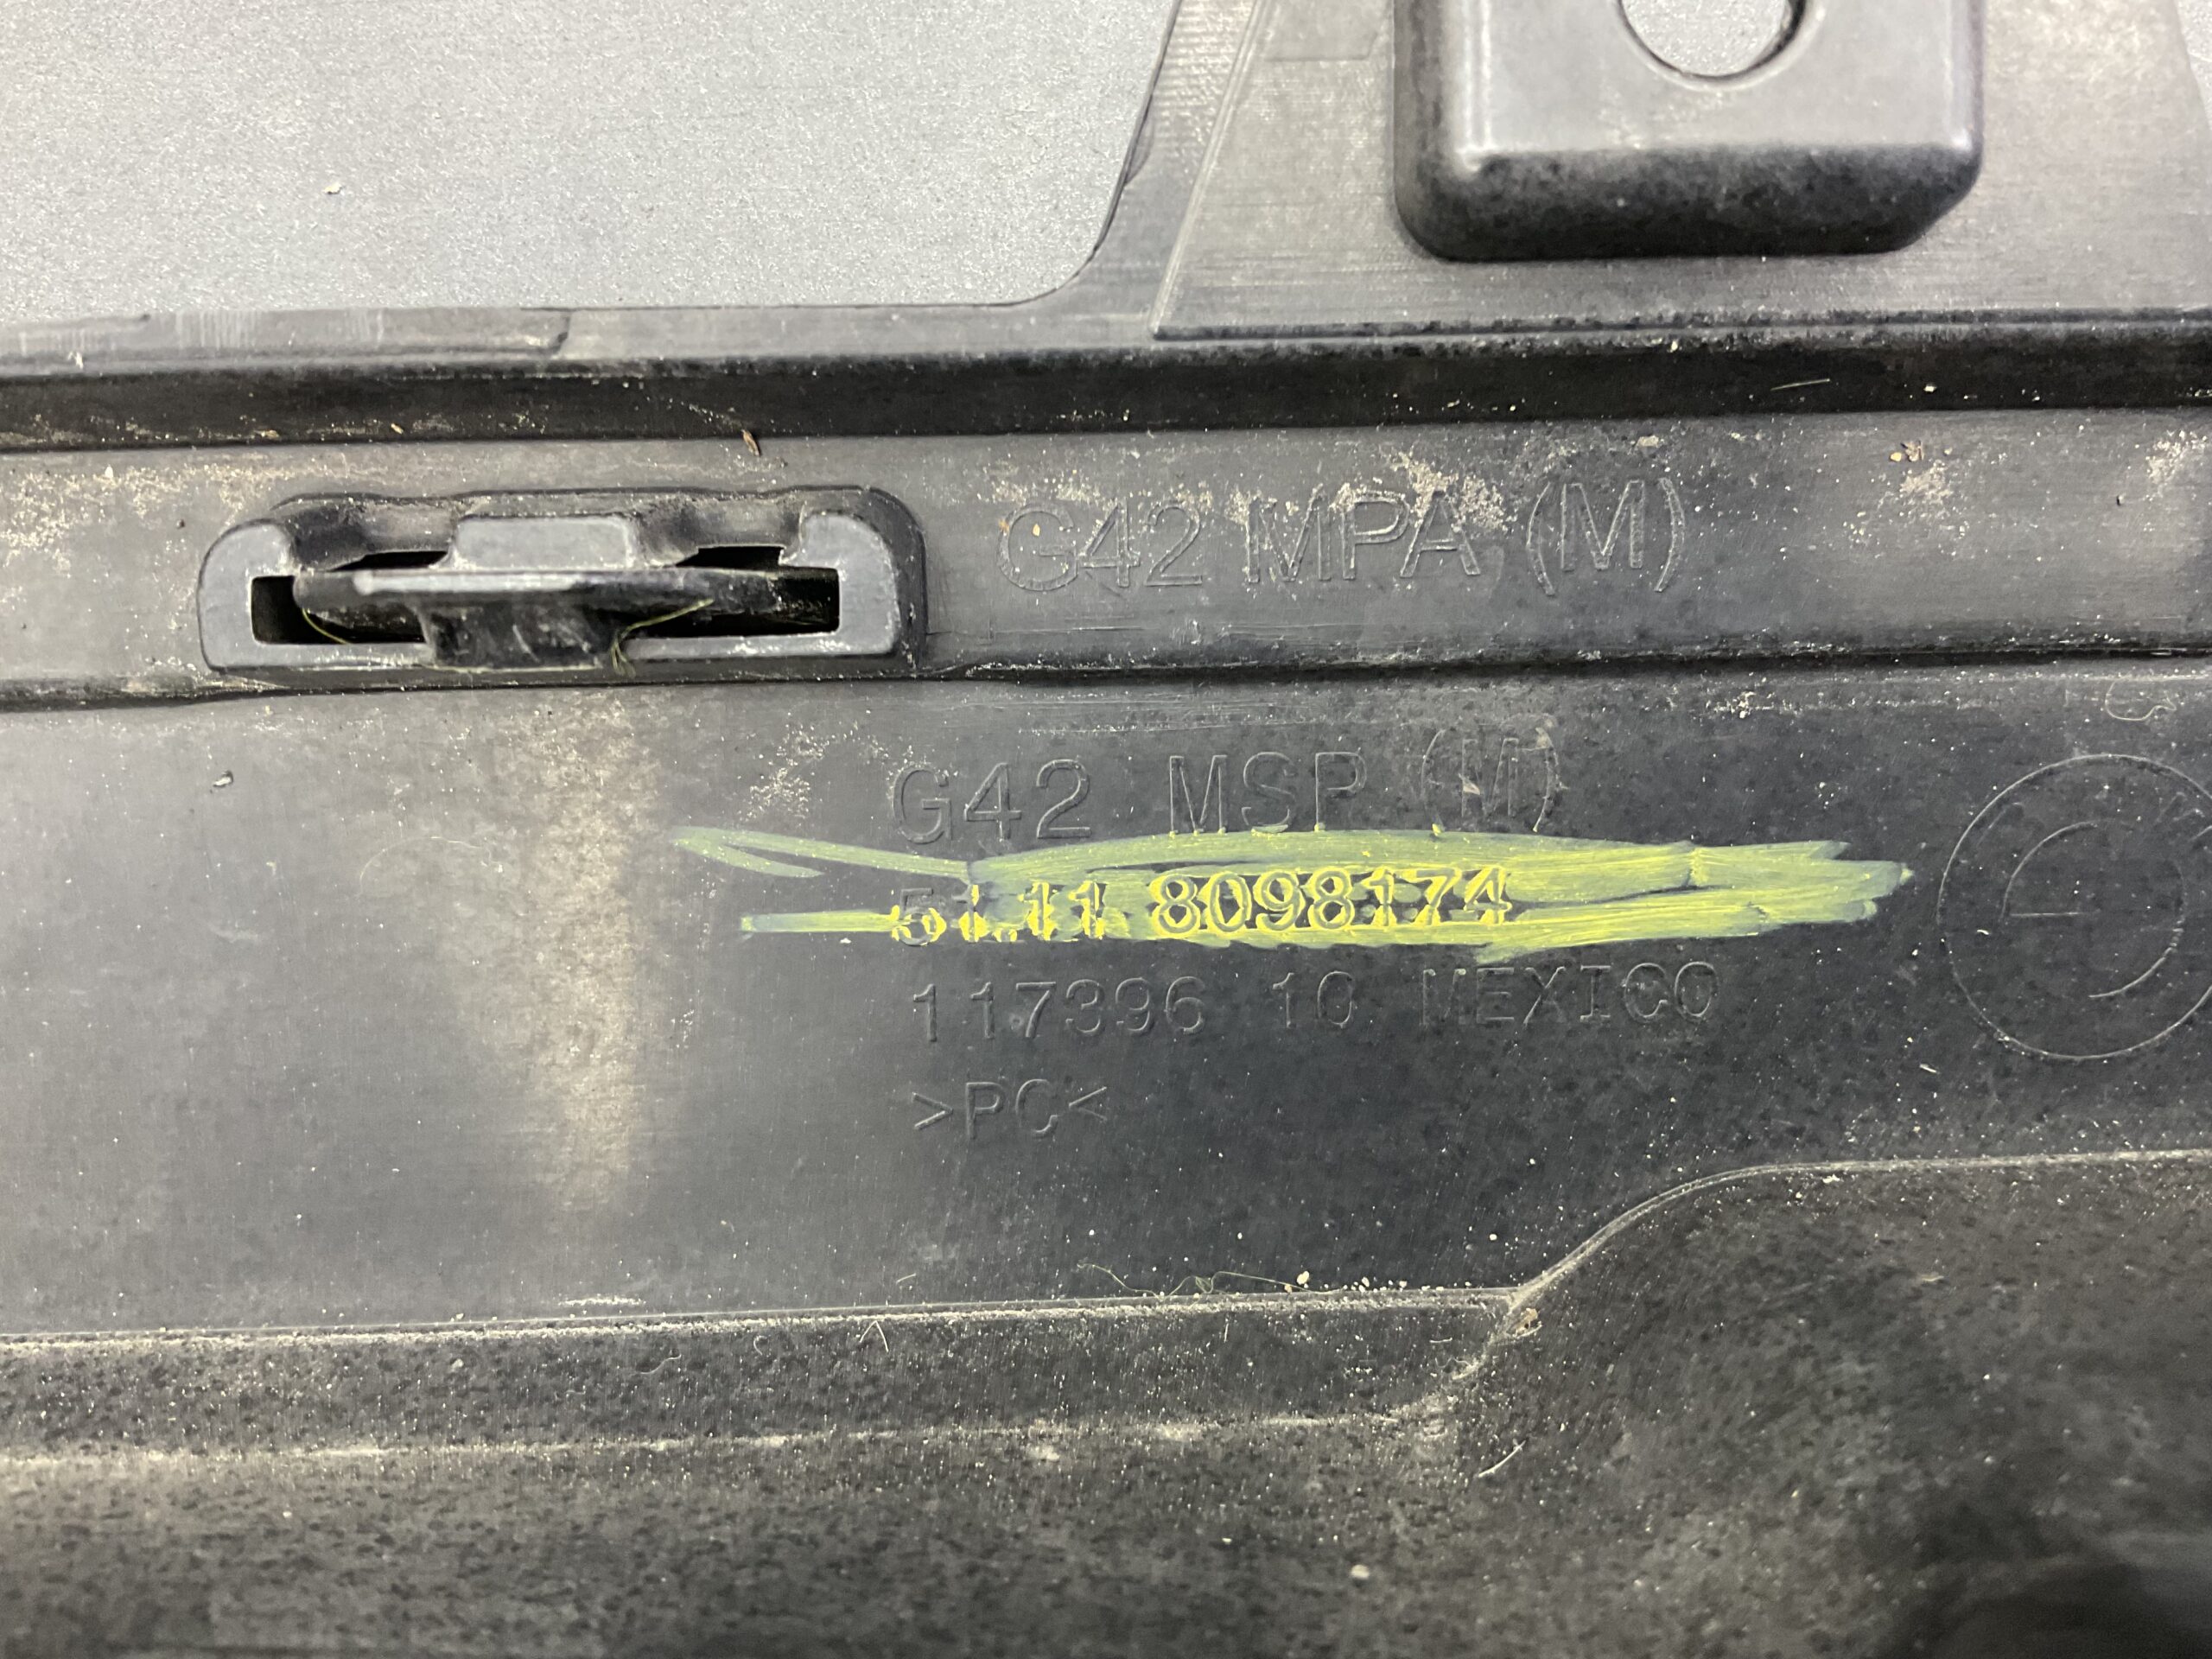 G42 MPA (M)
G42 MSP (M)
51.11 8098174
117396 10 MEXICO
>PC<